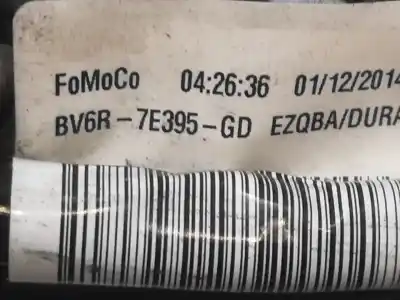 FoMoCo 04:26:36 01/12/2014
BV6R-7E395-GD EZQBA/DURA